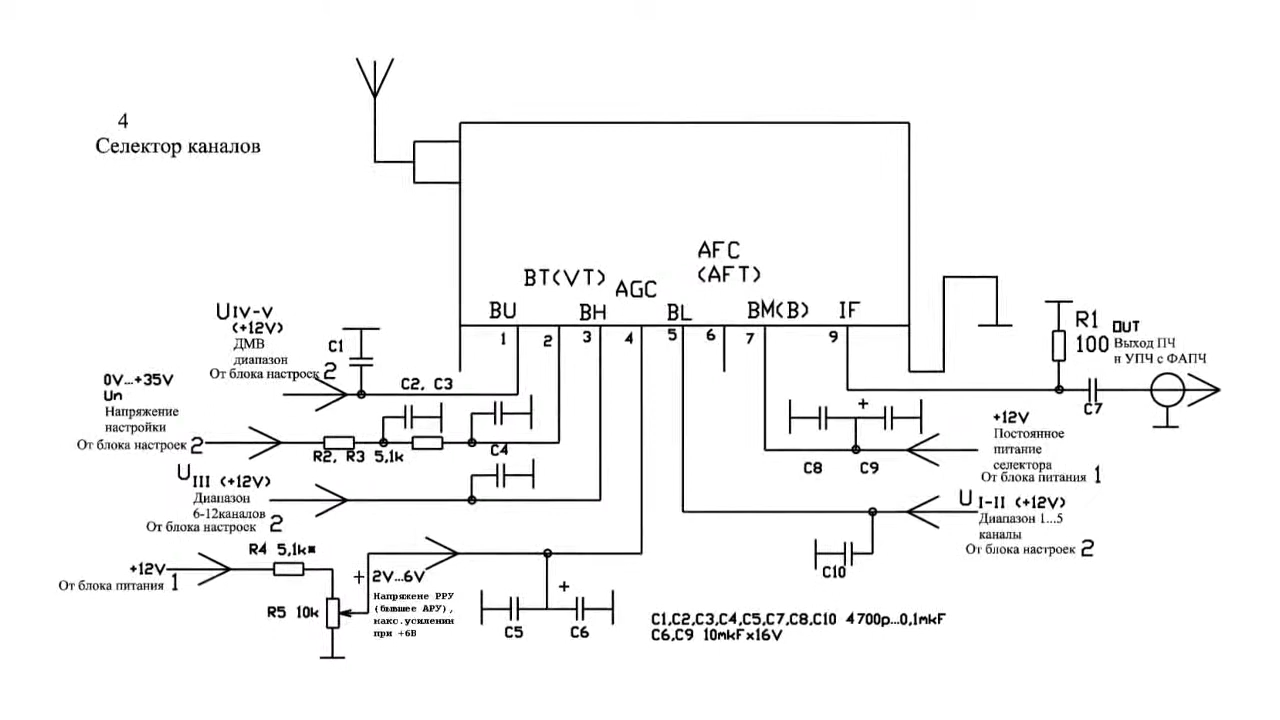 4
Селектор каналов
AFC
(AFT)
BT(VT)
AGC
BU
BH
BL
BM(B)
IF
1
2
3
4
5
6
7
9
UIV-V
(+12V)
ДМВ
диапазон
От блока настроек 2
C1
0V...+35V
Uп
Напряжение
настройки
От блока настроек 2
C2, C3
R2, R3 5,1k
C4
U III (+12V)
Диапазон
6-12каналов
От блока настроек 2
R4 5,1k*
+12V
От блока питания 1
R5 10k
+ 2V...6V
Напряжене РРУ
(бывшее АРУ),
макс.усилении
при +6В
C5
+
C6
R1
100
OUT
Выход ПЧ
н УПЧ с ФАПЧ
C7
+
C8
C9
+12V
Постоянное
питание
селектора
От блока питания 1
U I-II (+12V)
Диапазон 1...5
каналы
От блока настроек 2
C10
C1,C2,C3,C4,C5,C7,C8,C10 4700p...0,1mkF
C6,C9 10mkFx16V